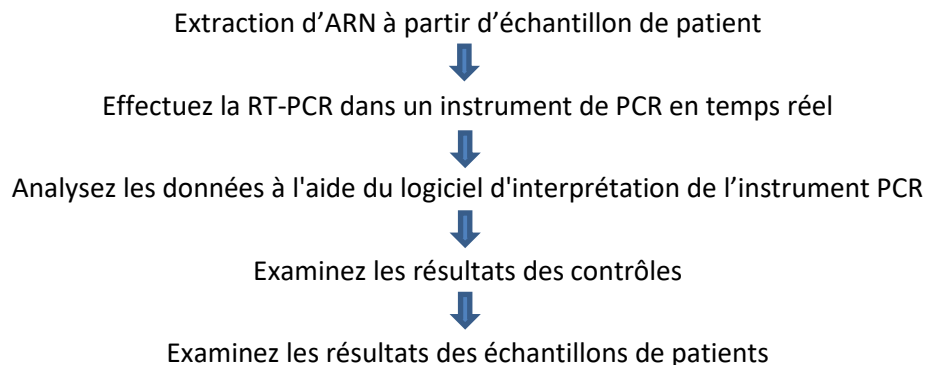 Extraction d’ARN à partir d’échantillon de patient
Effectuez la RT-PCR dans un instrument de PCR en temps réel
Analysez les données à l'aide du logiciel d'interprétation de l’instrument PCR
Examinez les résultats des contrôles
Examinez les résultats des échantillons de patients